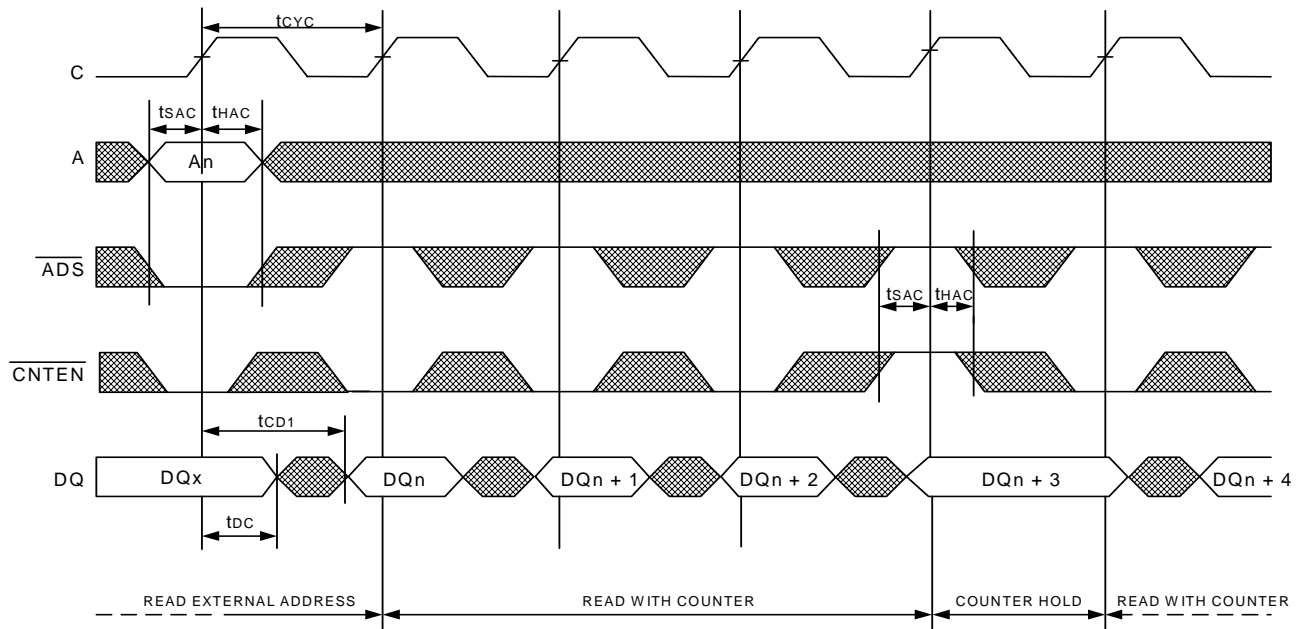 tCYC
C
tSAC tHAC
A An
ADS
tSAC tHAC
CNTEN
tCD1
DQ DQx DQn DQn + 1 DQn + 2 DQn + 3 DQn + 4
tDC
READ EXTERNAL ADDRESS READ WITH COUNTER COUNTER HOLD READ WITH COUNTER